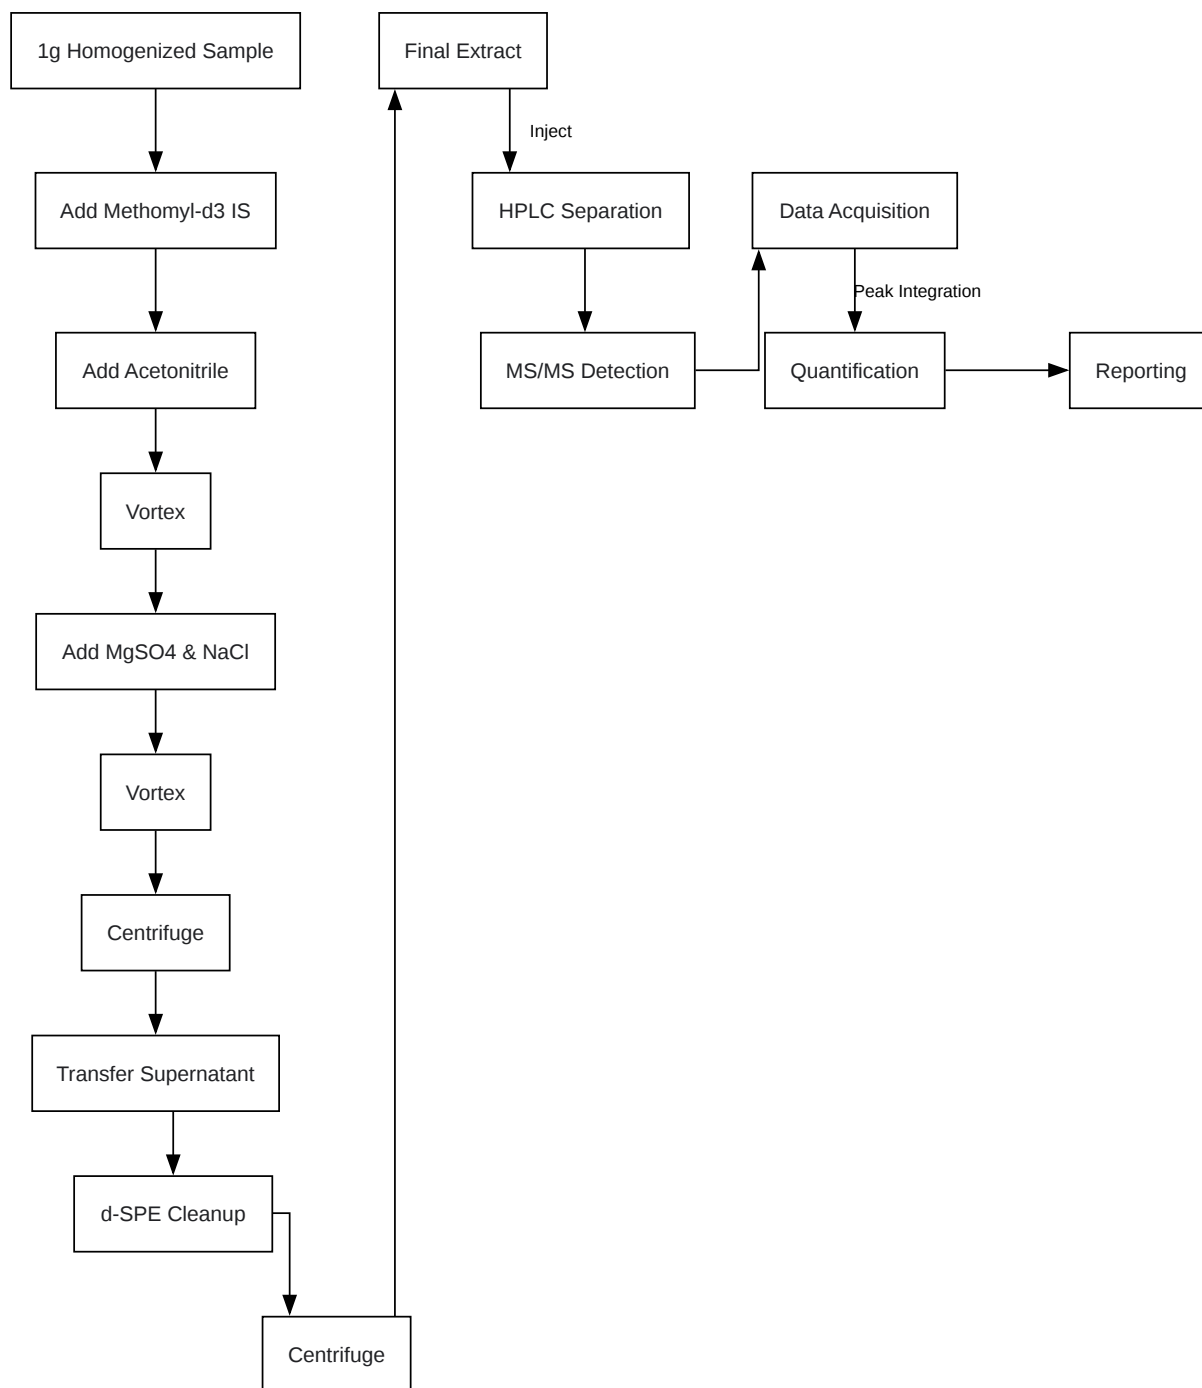 1g Homogenized Sample
Add Methomyl-d3 IS
Add Acetonitrile
Vortex
Add MgSO4 & NaCl
Vortex
Centrifuge
Transfer Supernatant
d-SPE Cleanup
Centrifuge
Final Extract
Inject
HPLC Separation
MS/MS Detection
Data Acquisition
Peak Integration
Quantification
Reporting